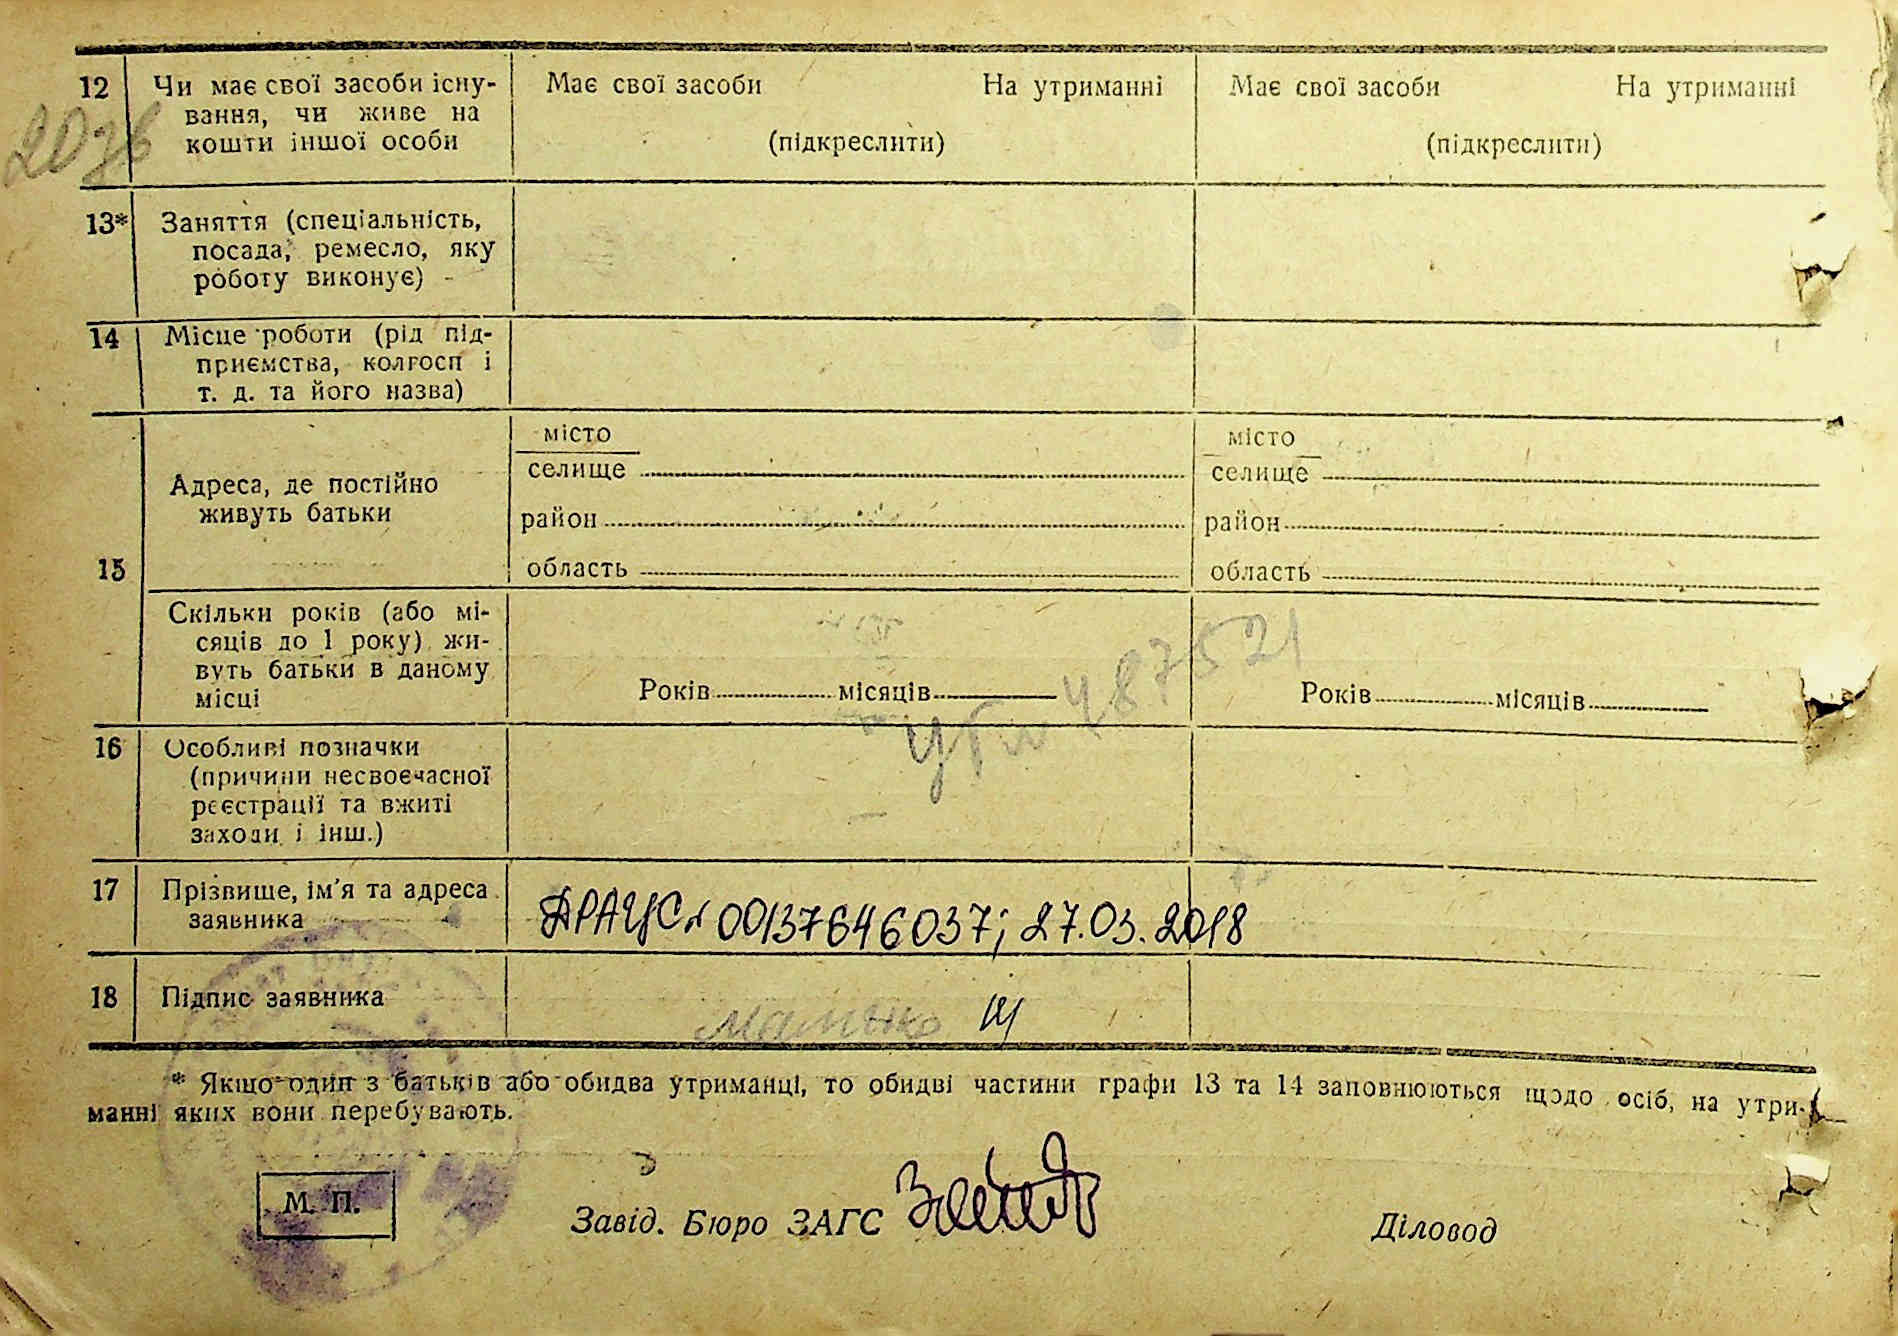 12 Чи має свої засоби існу- Має свої засоби На утриманні Має свої засоби На утриманні
вання, чи живе на
кошти іншої особи (підкреслити) (підкреслити)
13* Заняття (спеціальність,
посада, ремесло, яку
роботу виконує)
14 Місце роботи (рід під-
приємства, колгосп і
т. д. та його назва)
місто місто
селище селище
Адреса, де постійно
живуть батьки
район район
15 область область
Скільки років (або мі-
сяців до 1 року) жи-
вуть батьки в даному
місці
Років місяців Років місяців
487521
16 Особливі позначки
(причини несвоєчасної
реєстрації та вжиті
заходи і інш.)
17 Прізвище, ім'я та адреса
заявника
ДРАЦСг 00137646037; 27.03.2018
18 Підпис заявника
* Якщо один з батьків або обидва утриманці, то обидві частини графи 13 та 14 заповнюються щодо осіб, на утри-
манні яких вони перебувають.
М. П.
Завід. Бюро ЗАГС Діловод